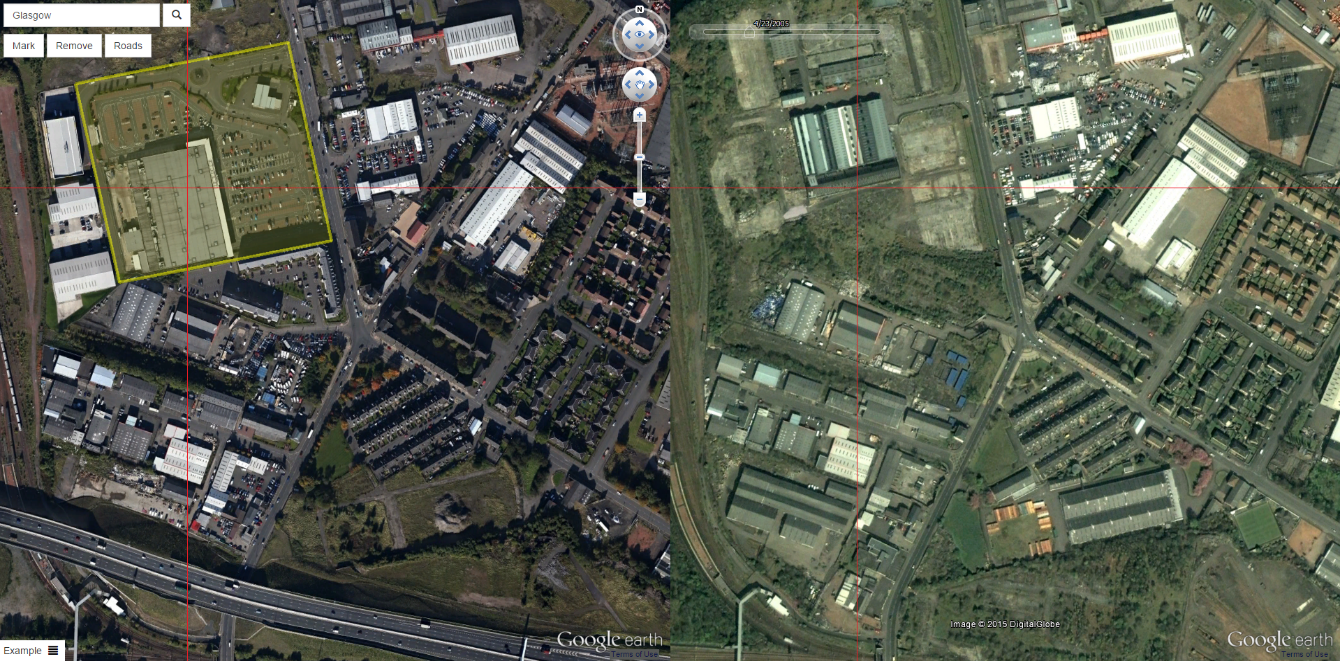 Glasgow
Mark Remove Roads
N
4/23/2005
Image © 2015 DigitalGlobe
Google earth
Terms of Use
Google earth
Terms of Use
Example